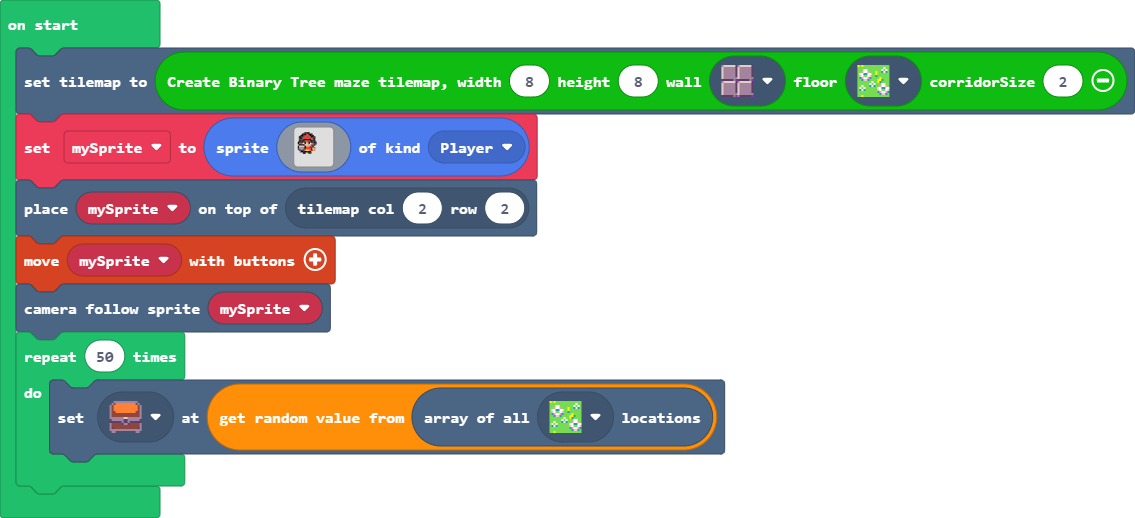 on start
set tilemap to Create Binary Tree maze tilemap, width 8 height 8 wall floor corridorSize 2
set mySprite to sprite of kind Player
place mySprite on top of tilemap col 2 row 2
move mySprite with buttons
camera follow sprite mySprite
repeat 50 times
do
set at get random value from array of all locations